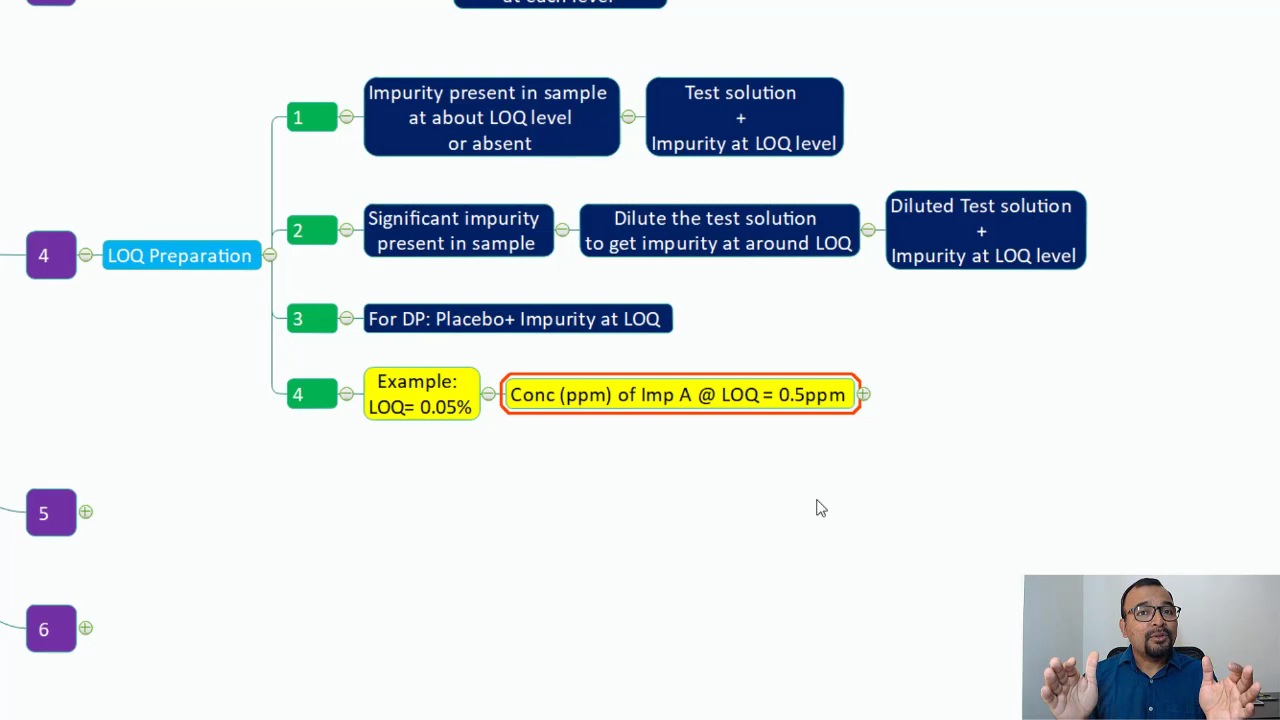 at each level
1
Impurity present in sample
at about LOQ level
or absent
Test solution
+
Impurity at LOQ level
2
Significant impurity
present in sample
Dilute the test solution
to get impurity at around LOQ
Diluted Test solution
+
Impurity at LOQ level
4
LOQ Preparation
3
For DP: Placebo+ Impurity at LOQ
4
Example:
LOQ= 0.05%
Conc (ppm) of Imp A @ LOQ = 0.5ppm
5
6